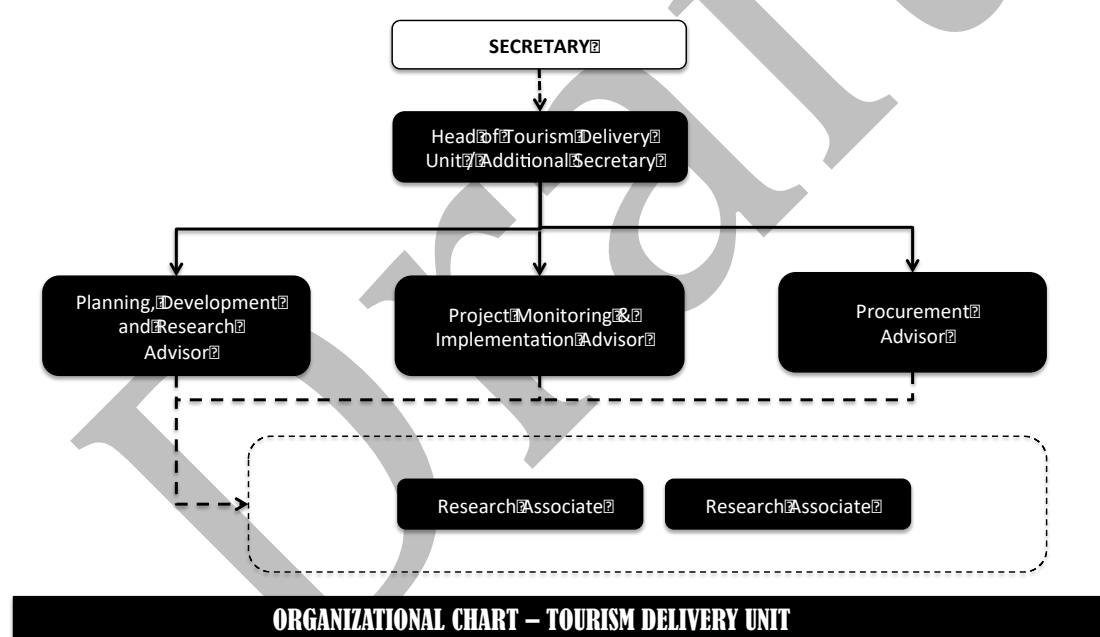 SECRETARY
Head of Tourism Delivery
Unit / Additional Secretary
Planning, Development
and Research
Advisor
Project Monitoring &
Implementation Advisor
Procurement
Advisor
Research Associate
Research Associate
ORGANIZATIONAL CHART – TOURISM DELIVERY UNIT
Draft